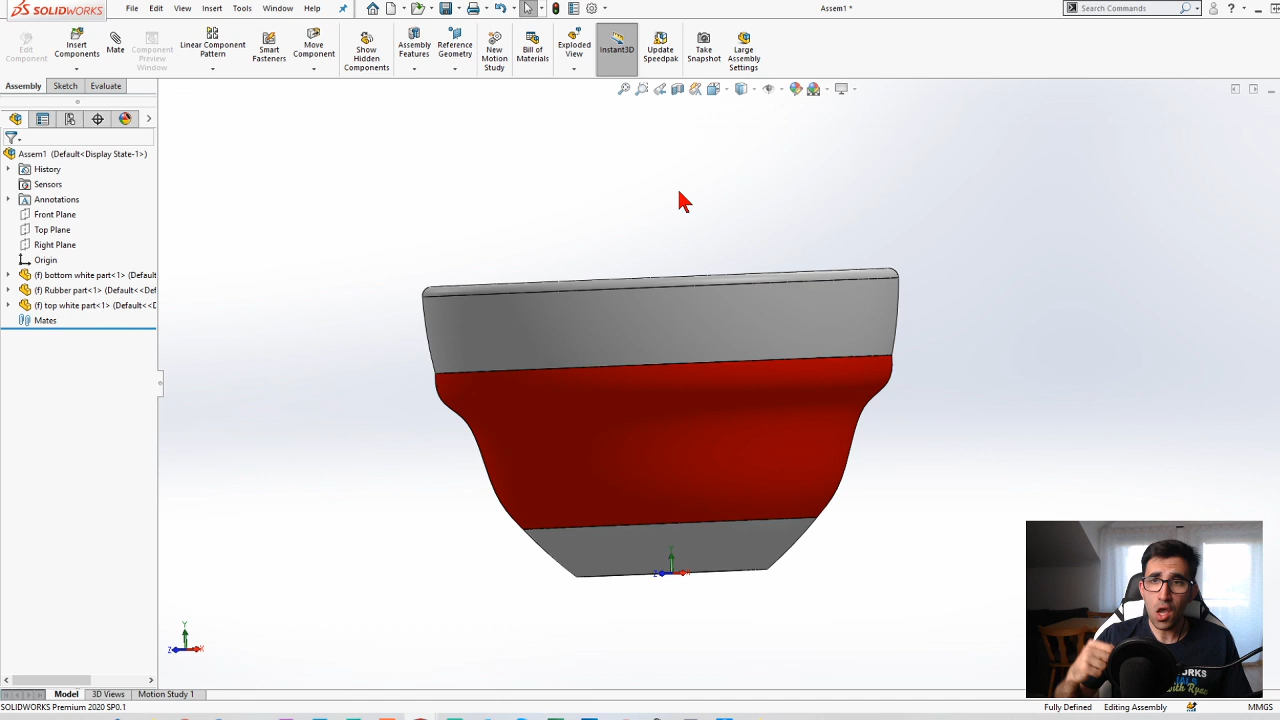 SOLIDWORKS File Edit View Insert Tools Window Help Assem1 * Search Commands
Edit Component
Insert Components
Mate
Component Preview Window
Linear Component Pattern
Smart Fasteners
Move Component
Show Hidden Components
Assembly Features
Reference Geometry
New Motion Study
Bill of Materials
Exploded View
Instant3D
Update Speedpak
Take Snapshot
Large Assembly Settings
Assembly Sketch Evaluate
Assem1 (Default<Display State-1>)
History
Sensors
Annotations
Front Plane
Top Plane
Right Plane
Origin
(f) bottom white part<1> (Default
(f) Rubber part<1> (Default<<De
(f) top white part<1> (Default<<D
Mates
Y
Z X
Y
Z X
WORKS
with Ryan
Model 3D Views Motion Study 1
SOLIDWORKS Premium 2020 SP0.1 Fully Defined Editing Assembly MMGS